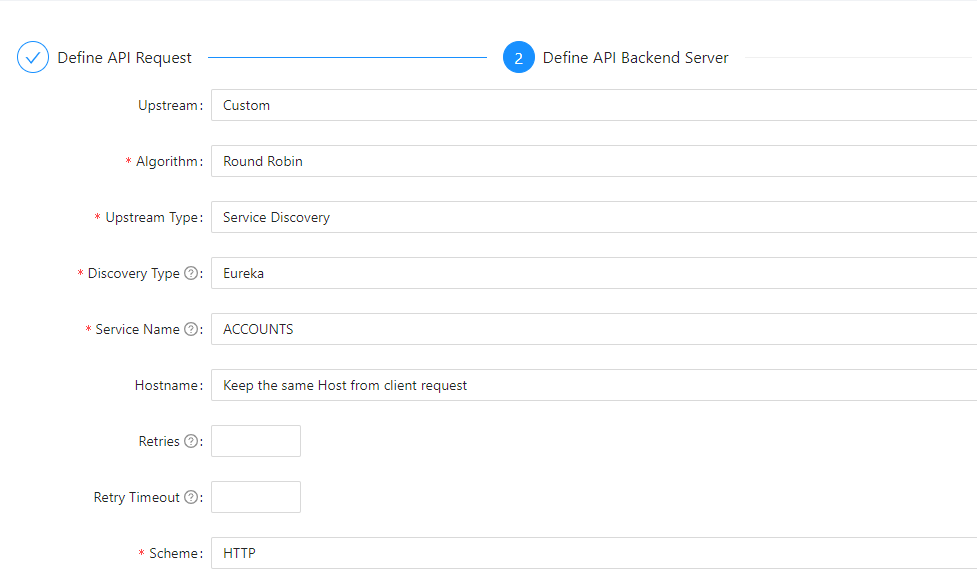 Define API Request 2 Define API Backend Server
Upstream: Custom
* Algorithm: Round Robin
* Upstream Type: Service Discovery
* Discovery Type ?: Eureka
* Service Name ?: ACCOUNTS
Hostname: Keep the same Host from client request
Retries ?:
Retry Timeout ?:
* Scheme: HTTP